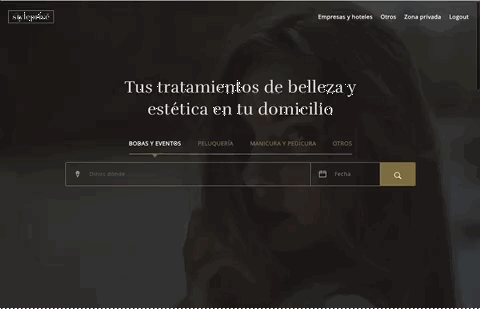 Empresas y hoteles Otros Zona privada Logout
Tus tratamientos de belleza y
estética en tu domicilio
BODAS Y EVENTOS PELUQUERÍA MANICURA Y PEDICURA OTROS
Dinos dónde Fecha